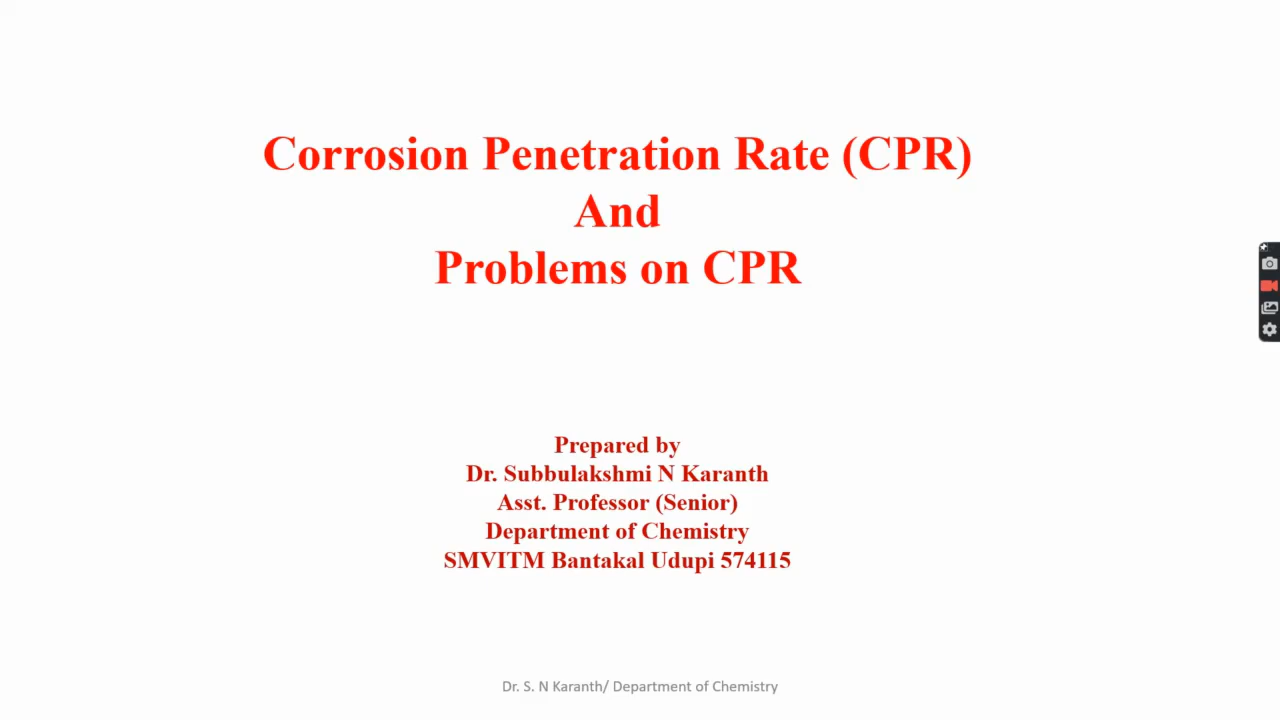 Corrosion Penetration Rate (CPR)
And
Problems on CPR
Prepared by
Dr. Subbulakshmi N Karanth
Asst. Professor (Senior)
Department of Chemistry
SMVITM Bantakal Udupi 574115
Dr. S. N Karanth/ Department of Chemistry